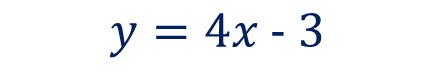 y = 4x - 3